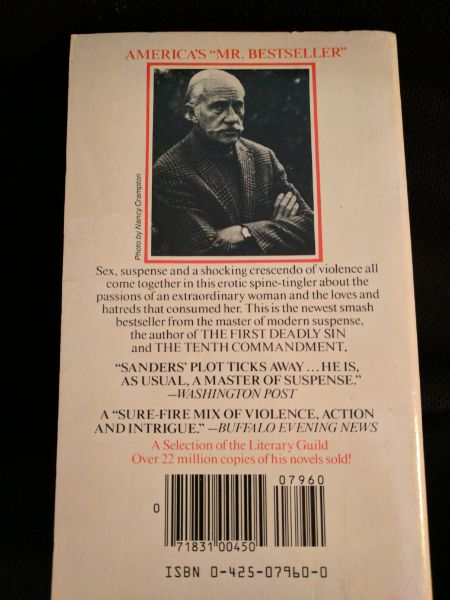 AMERICA'S "MR. BESTSELLER"
Photo by Nancy Crampton
Sex, suspense and a shocking crescendo of violence all
come together in this erotic spine-tingler about the
passions of an extraordinary woman and the loves and
hatreds that consumed her. This is the newest smash
bestseller from the master of modern suspense,
the author of THE FIRST DEADLY SIN
and THE TENTH COMMANDMENT.
"SANDERS' PLOT TICKS AWAY...HE IS,
AS USUAL, A MASTER OF SUSPENSE."
—WASHINGTON POST
A "SURE-FIRE MIX OF VIOLENCE, ACTION
AND INTRIGUE." —BUFFALO EVENING NEWS
A Selection of the Literary Guild
Over 22 million copies of his novels sold!
07960
0
71831 00450
ISBN 0-425-07960-0